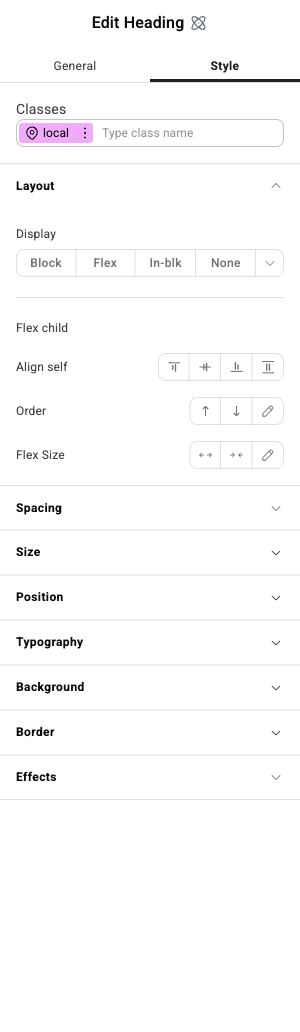 Edit Heading
General Style
Classes
local Type class name
Layout
Display
Block Flex In-blk None
Flex child
Align self
Order
Flex Size
Spacing
Size
Position
Typography
Background
Border
Effects